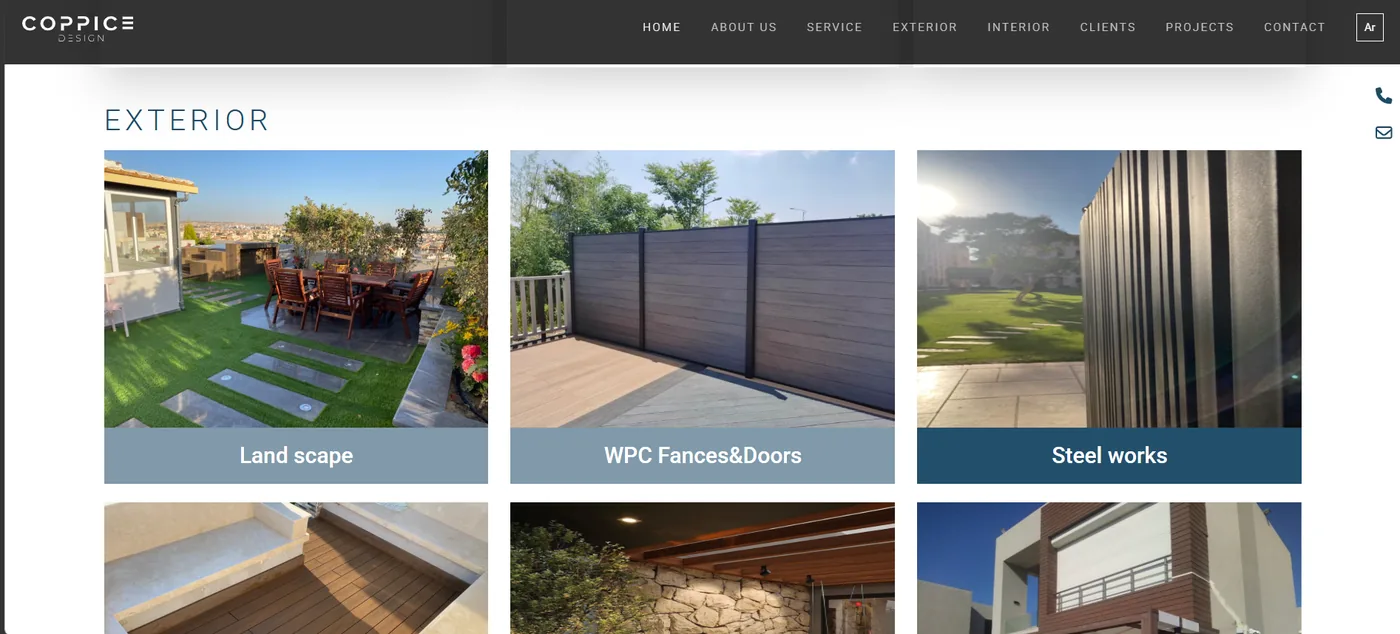 COPPICE
DESIGN
HOME ABOUT US SERVICE EXTERIOR INTERIOR CLIENTS PROJECTS CONTACT Ar
EXTERIOR
Land scape
WPC Fances&Doors
Steel works